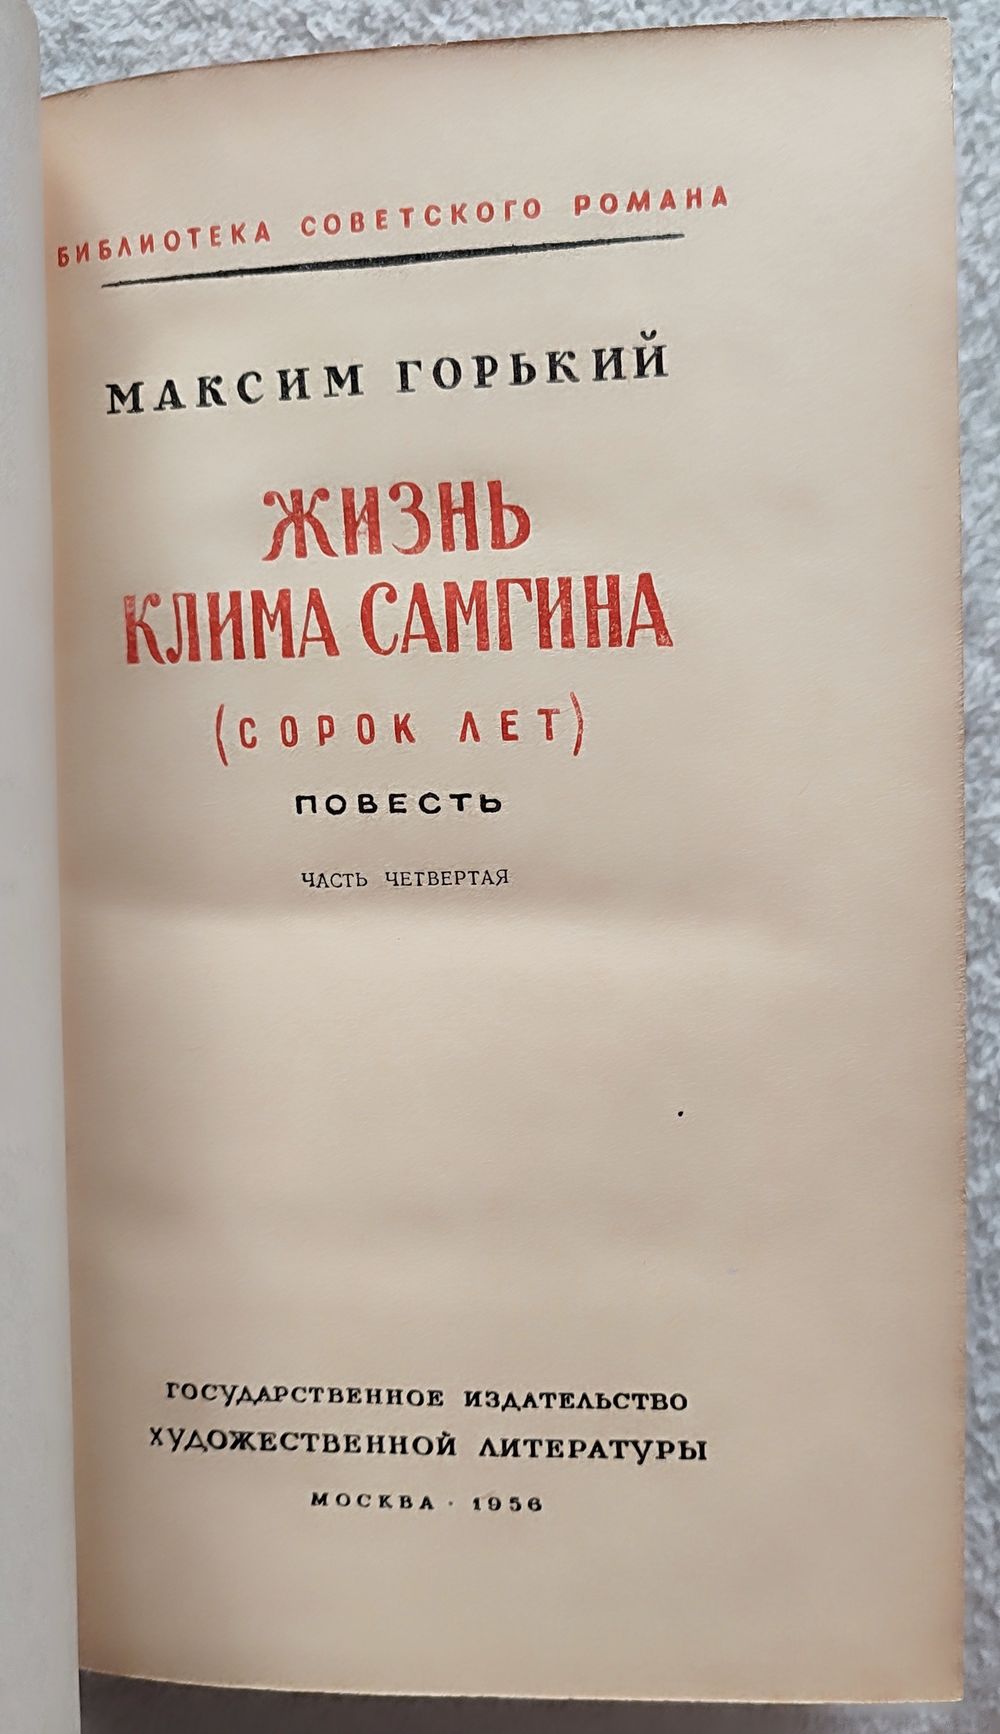 БИБЛИОТЕКА СОВЕТСКОГО РОМАНА
МАКСИМ ГОРЬКИЙ
ЖИЗНЬ
КЛИМА САМГИНА
(СОРОК ЛЕТ)
ПОВЕСТЬ
ЧАСТЬ ЧЕТВЕРТАЯ
ГОСУДАРСТВЕННОЕ ИЗДАТЕЛЬСТВО
ХУДОЖЕСТВЕННОЙ ЛИТЕРАТУРЫ
МОСКВА · 1956